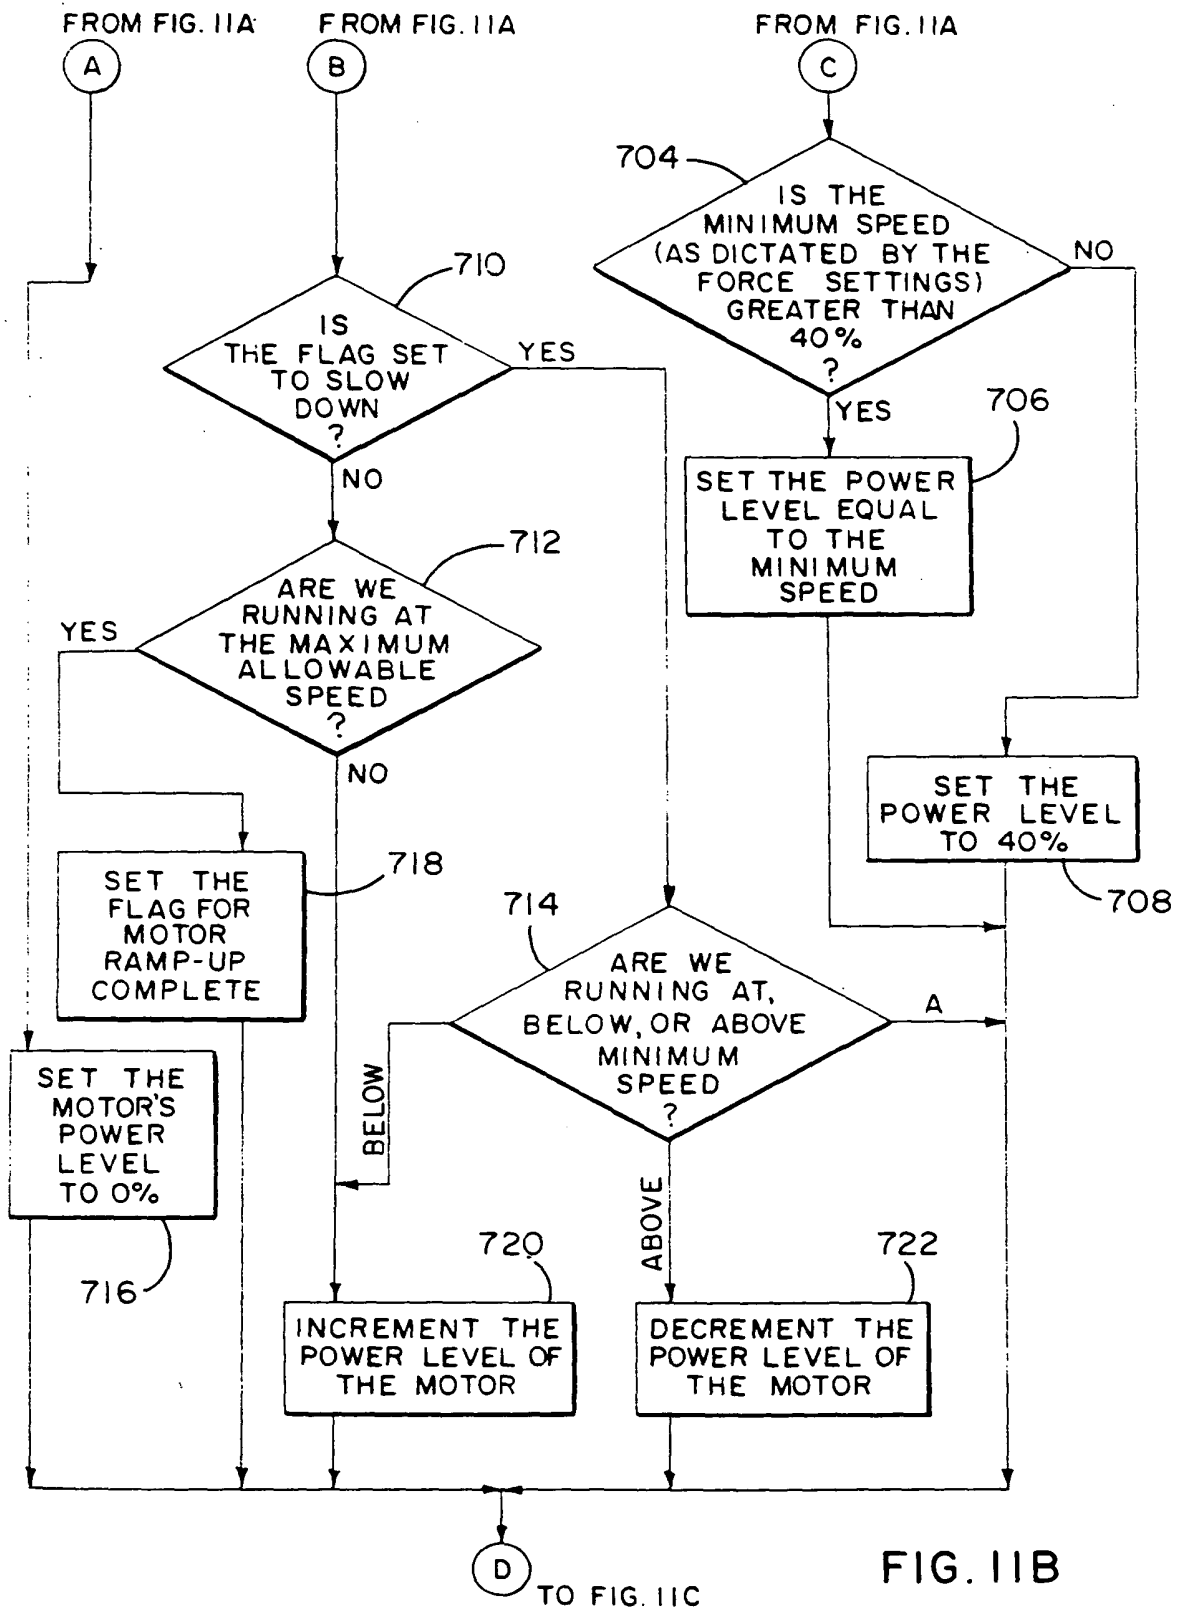 FROM FIG. 11A
FROM FIG. 11A
FROM FIG. 11A
A
B
C
704
IS THE
MINIMUM SPEED
(AS DICTATED BY THE
FORCE SETTINGS)
GREATER THAN
40%
?
NO
YES
710
IS
THE FLAG SET
TO SLOW
DOWN
?
YES
NO
706
SET THE POWER
LEVEL EQUAL
TO THE
MINIMUM
SPEED
712
ARE WE
RUNNING AT
THE MAXIMUM
ALLOWABLE
SPEED
?
YES
NO
SET THE
POWER LEVEL
TO 40%
708
718
SET THE
FLAG FOR
MOTOR
RAMP-UP
COMPLETE
714
ARE WE
RUNNING AT,
BELOW, OR ABOVE
MINIMUM
SPEED
?
A
BELOW
ABOVE
SET THE
MOTOR'S
POWER
LEVEL
TO 0%
716
720
INCREMENT THE
POWER LEVEL OF
THE MOTOR
722
DECREMENT THE
POWER LEVEL OF
THE MOTOR
D
TO FIG. 11C
FIG. 11B